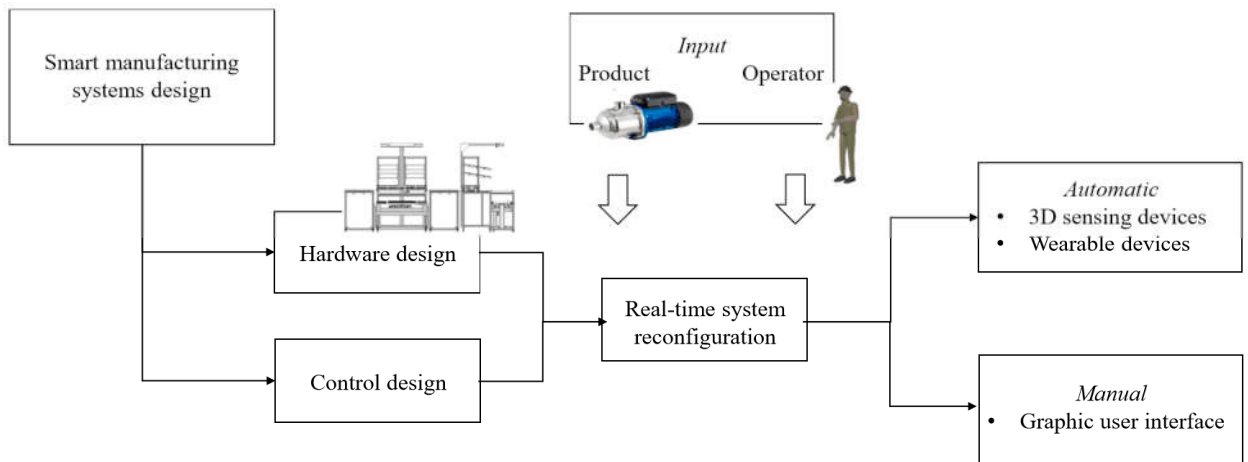 Smart manufacturing
systems design
Input
Product
Operator
Hardware design
Control design
Real-time system
reconfiguration
Automatic
• 3D sensing devices
• Wearable devices
Manual
• Graphic user interface